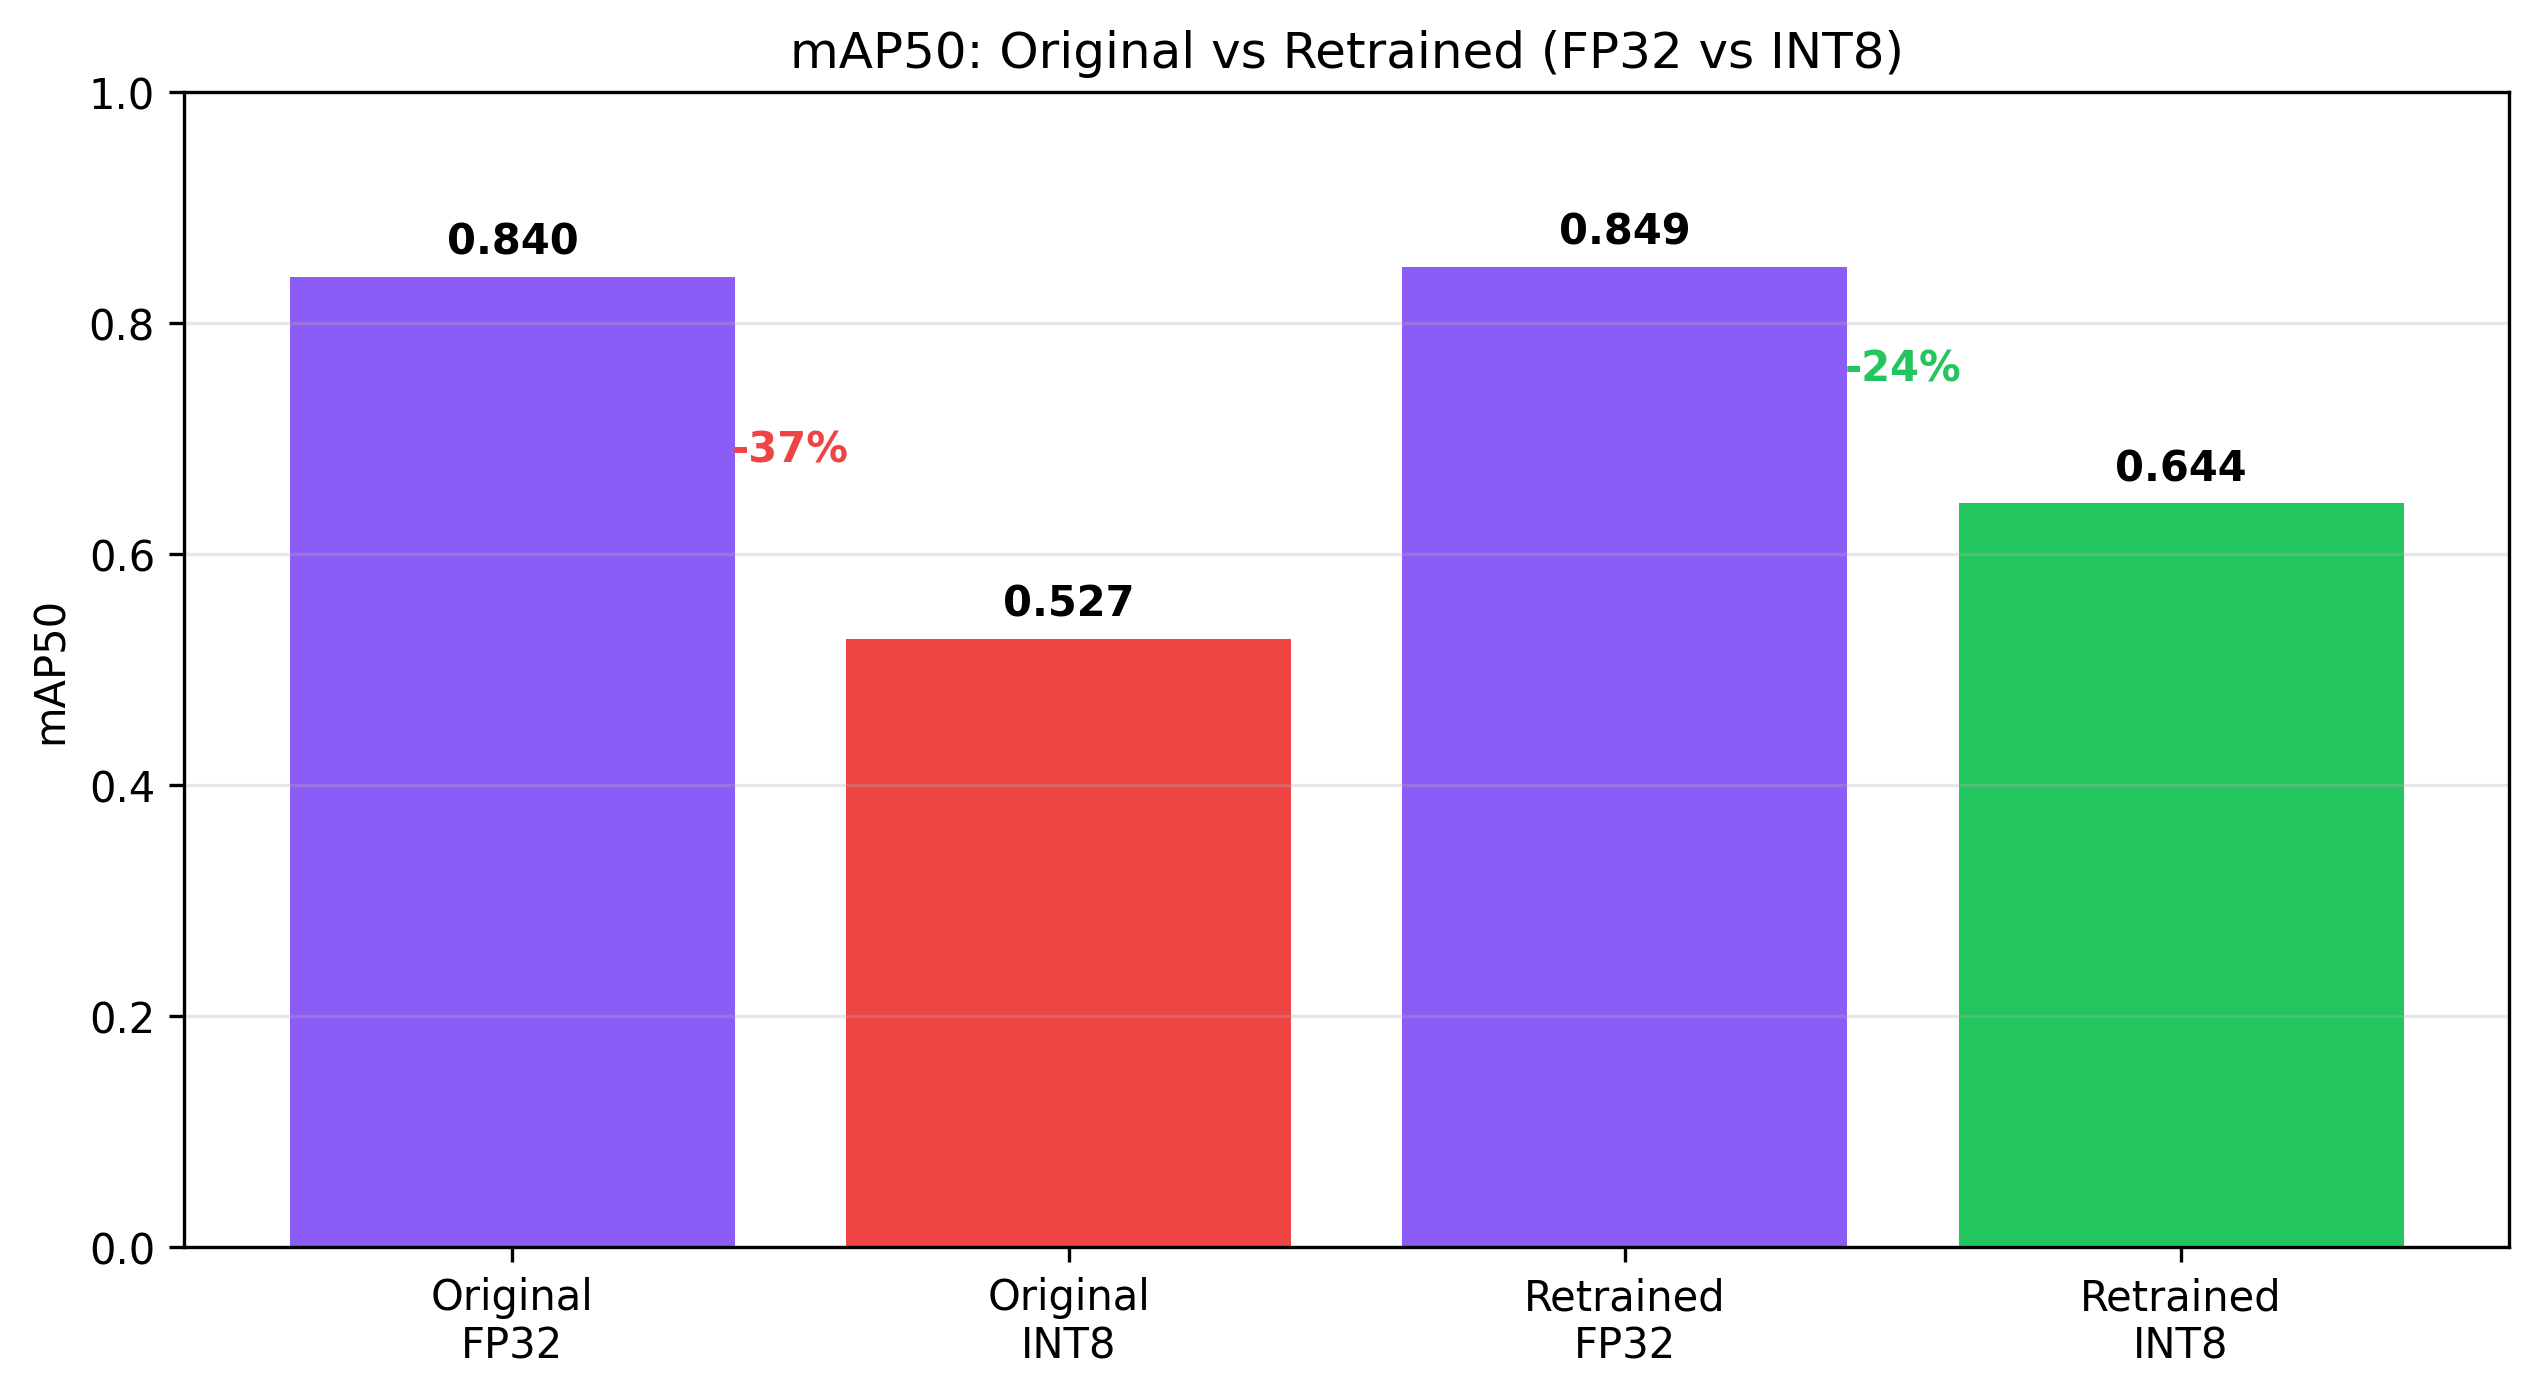 mAP50: Original vs Retrained (FP32 vs INT8)
mAP50
1.0
0.8
0.6
0.4
0.2
0.0
0.840
-37%
0.527
0.849
-24%
0.644
Original
FP32
Original
INT8
Retrained
FP32
Retrained
INT8